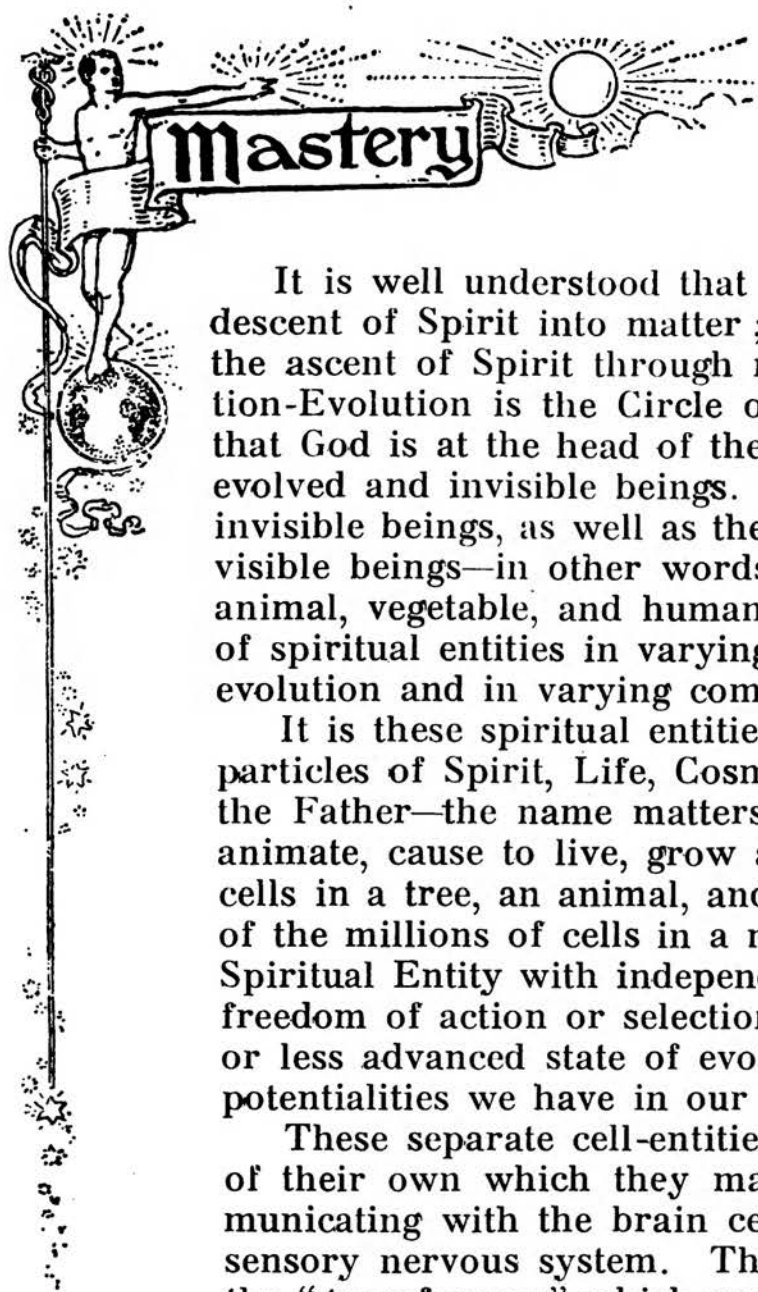 Mastery
It is well understood that
descent of Spirit into matter ;
the ascent of Spirit through
tion-Evolution is the Circle o
that God is at the head of the
evolved and invisible beings.
invisible beings, as well as the
visible beings—in other words
animal, vegetable, and human
of spiritual entities in varying
evolution and in varying com
It is these spiritual entitie
particles of Spirit, Life, Cosm
the Father—the name matters
animate, cause to live, grow a
cells in a tree, an animal, and
of the millions of cells in a
Spiritual Entity with indepen
freedom of action or selection
or less advanced state of evo
potentialities we have in our
These separate cell-entitie
of their own which they ma
municating with the brain ce
sensory nervous system. Th